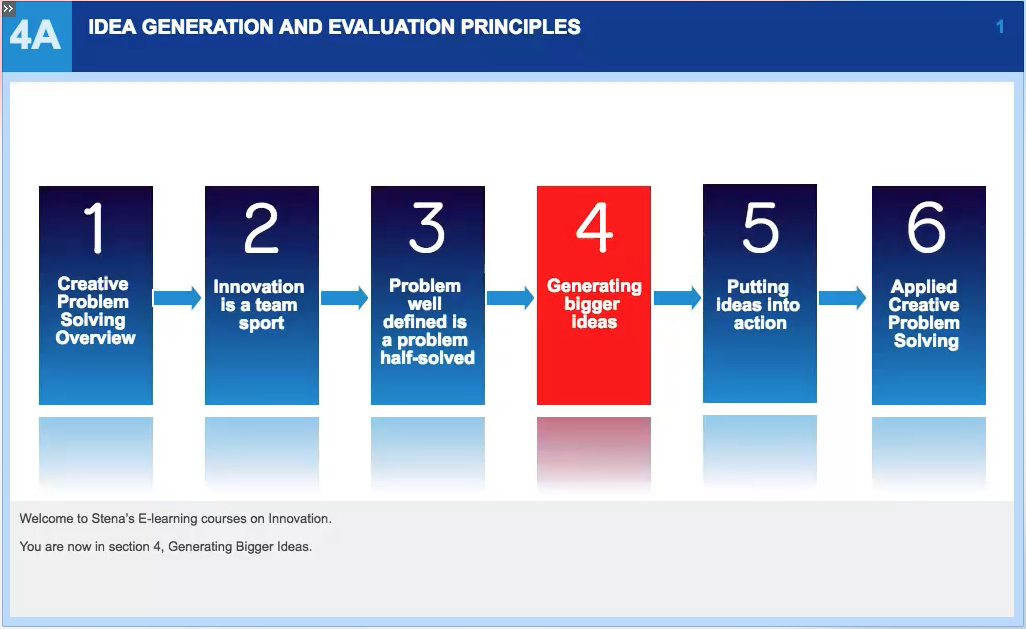 »
4A
IDEA GENERATION AND EVALUATION PRINCIPLES
1
1
Creative
Problem
Solving
Overview
2
Innovation
is a team
sport
3
Problem
well
defined is
a problem
half-solved
4
Generating
bigger
ideas
5
Putting
ideas into
action
6
Applied
Creative
Problem
Solving
Welcome to Stena's E-learning courses on Innovation.
You are now in section 4, Generating Bigger Ideas.